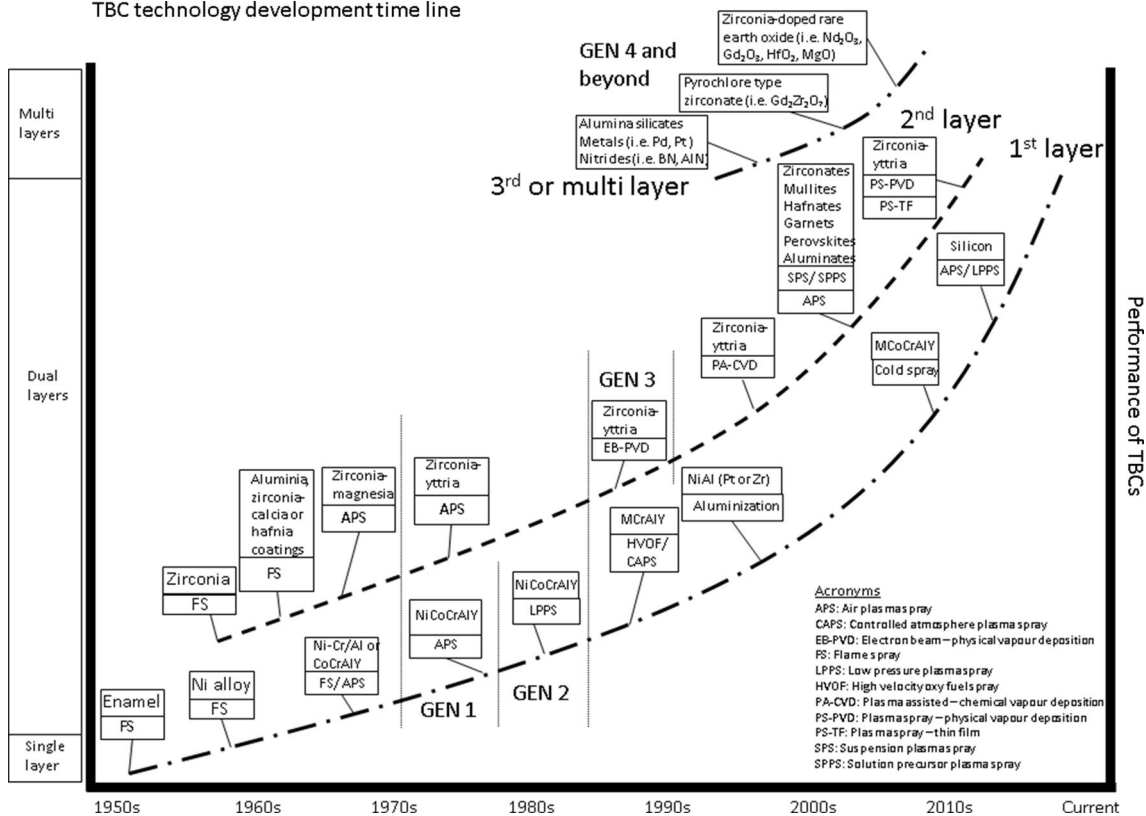 TBC technology development time line
Multi
layers
Dual
layers
Single
layer
GEN 4 and
beyond
Zirconia-doped rare
earth oxide (i.e. Nd₂O₃,
Gd₂O₃, HfO₂, MgO)
Pyrochlore type
zirconate (i.e. Gd₂Zr₂O₇)
Alumina silicates
Metals (i.e. Pd, Pt)
Nitrides (i.e. BN, AlN)
3rd or multi layer
2nd layer
1st layer
Zirconia
FS
Aluminia,
zirconia-
calcia or
hafnia
coatings
FS
Zirconia-
magnesia
APS
Zirconia-
yttria
APS
GEN 3
Zirconia-
yttria
EB-PVD
Zirconia-
yttria
PA-CVD
Zirconates
Mullites
Hafnates
Garnets
Perovskites
Aluminates
SPS/ SPPS
APS
Zirconia-
yttria
PS-PVD
PS-TF
Enamel
FS
Ni alloy
FS
Ni-Cr/Al or
CoCrAlY
FS/APS
NiCoCrAlY
APS
GEN 1
NiCoCrAlY
LPPS
GEN 2
MCrAlY
HVOF/
CAPS
NiAl (Pt or Zr)
Aluminization
MCoCrAlY
Cold spray
Silicon
APS/ LPPS
Performance of TBCs
Acronyms
APS: Air plasma spray
CAPS: Controlled atmosphere plasma spray
EB-PVD: Electron beam – physical vapour deposition
FS: Flame spray
LPPS: Low pressure plasma spray
HVOF: High velocity oxy fuel spray
PA-CVD: Plasma assisted – chemical vapour deposition
PS-PVD: Plasma spray – physical vapour deposition
PS-TF: Plasma spray – thin film
SPS: Suspension plasma spray
SPPS: Solution precursor plasma spray
1950s 1960s 1970s 1980s 1990s 2000s 2010s Current